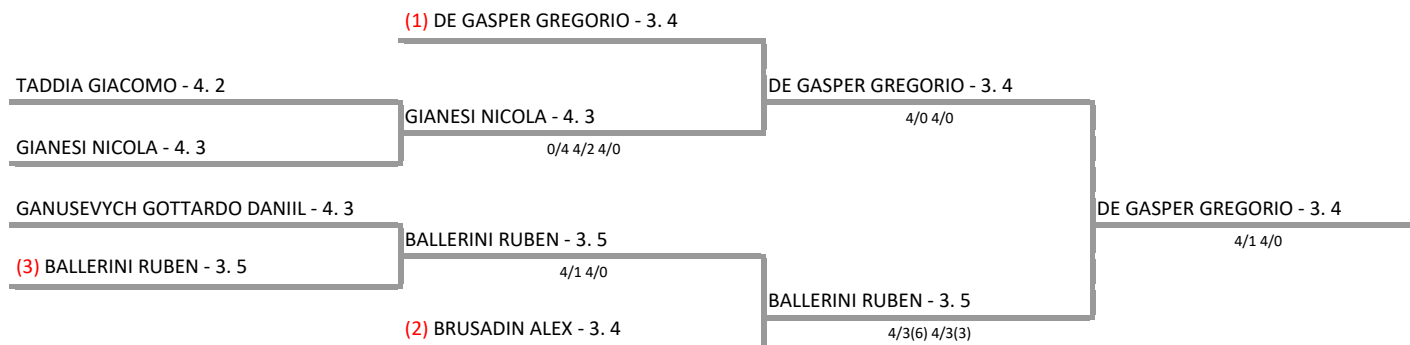 (1) DE GASPER GREGORIO - 3. 4
TADDIA GIACOMO - 4. 2
DE GASPER GREGORIO - 3. 4
GIANESI NICOLA - 4. 3
4/0 4/0
GIANESI NICOLA - 4. 3
0/4 4/2 4/0
GANUSEVYCH GOTTARDO DANIIL - 4. 3
DE GASPER GREGORIO - 3. 4
BALLERINI RUBEN - 3. 5
4/1 4/0
(3) BALLERINI RUBEN - 3. 5
4/1 4/0
BALLERINI RUBEN - 3. 5
(2) BRUSADIN ALEX - 3. 4
4/3(6) 4/3(3)